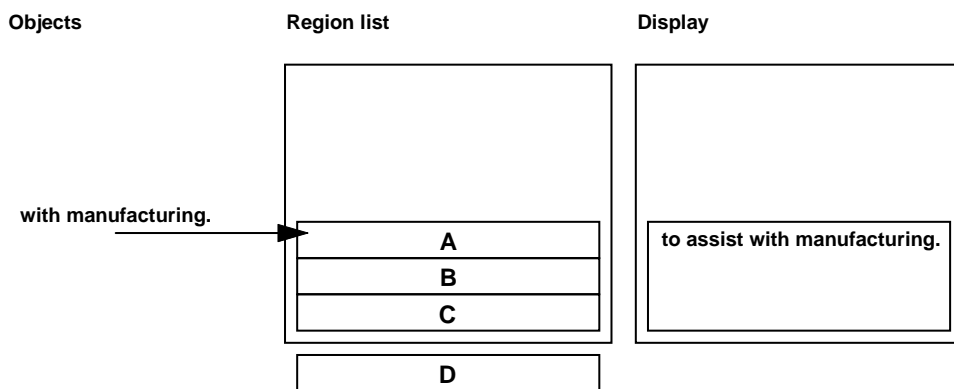 Objects Region list Display
with manufacturing.
A to assist with manufacturing.
B
C
D